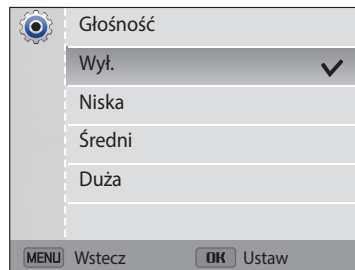 Głośność
Wył.
Niska
Średni
Duża
MENU Wstecz OK Ustaw